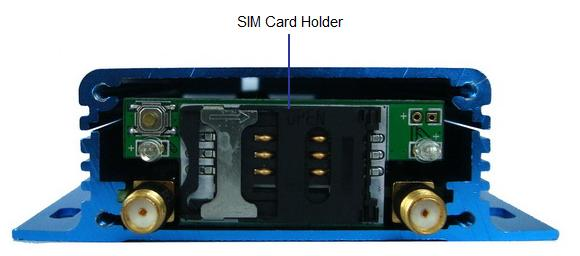 SIM Card Holder
OPEN
+
+